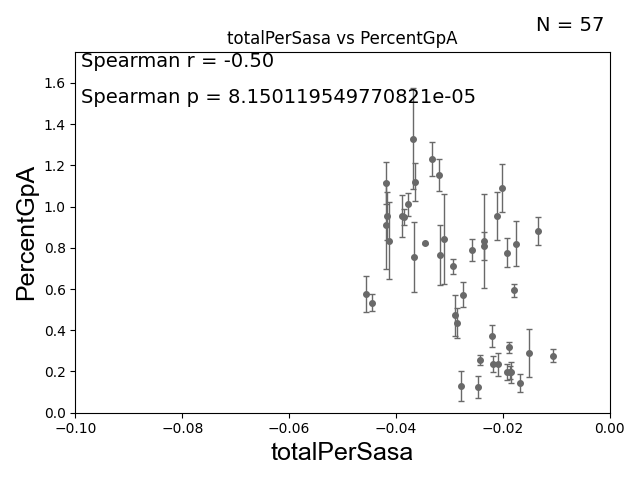 N = 57
totalPerSasa vs PercentGpA
Spearman r = -0.50
Spearman p = 8.150119549770821e-05
PercentGpA
1.6
1.4
1.2
1.0
0.8
0.6
0.4
0.2
0.0
−0.10
−0.08
−0.06
−0.04
−0.02
0.00
totalPerSasa